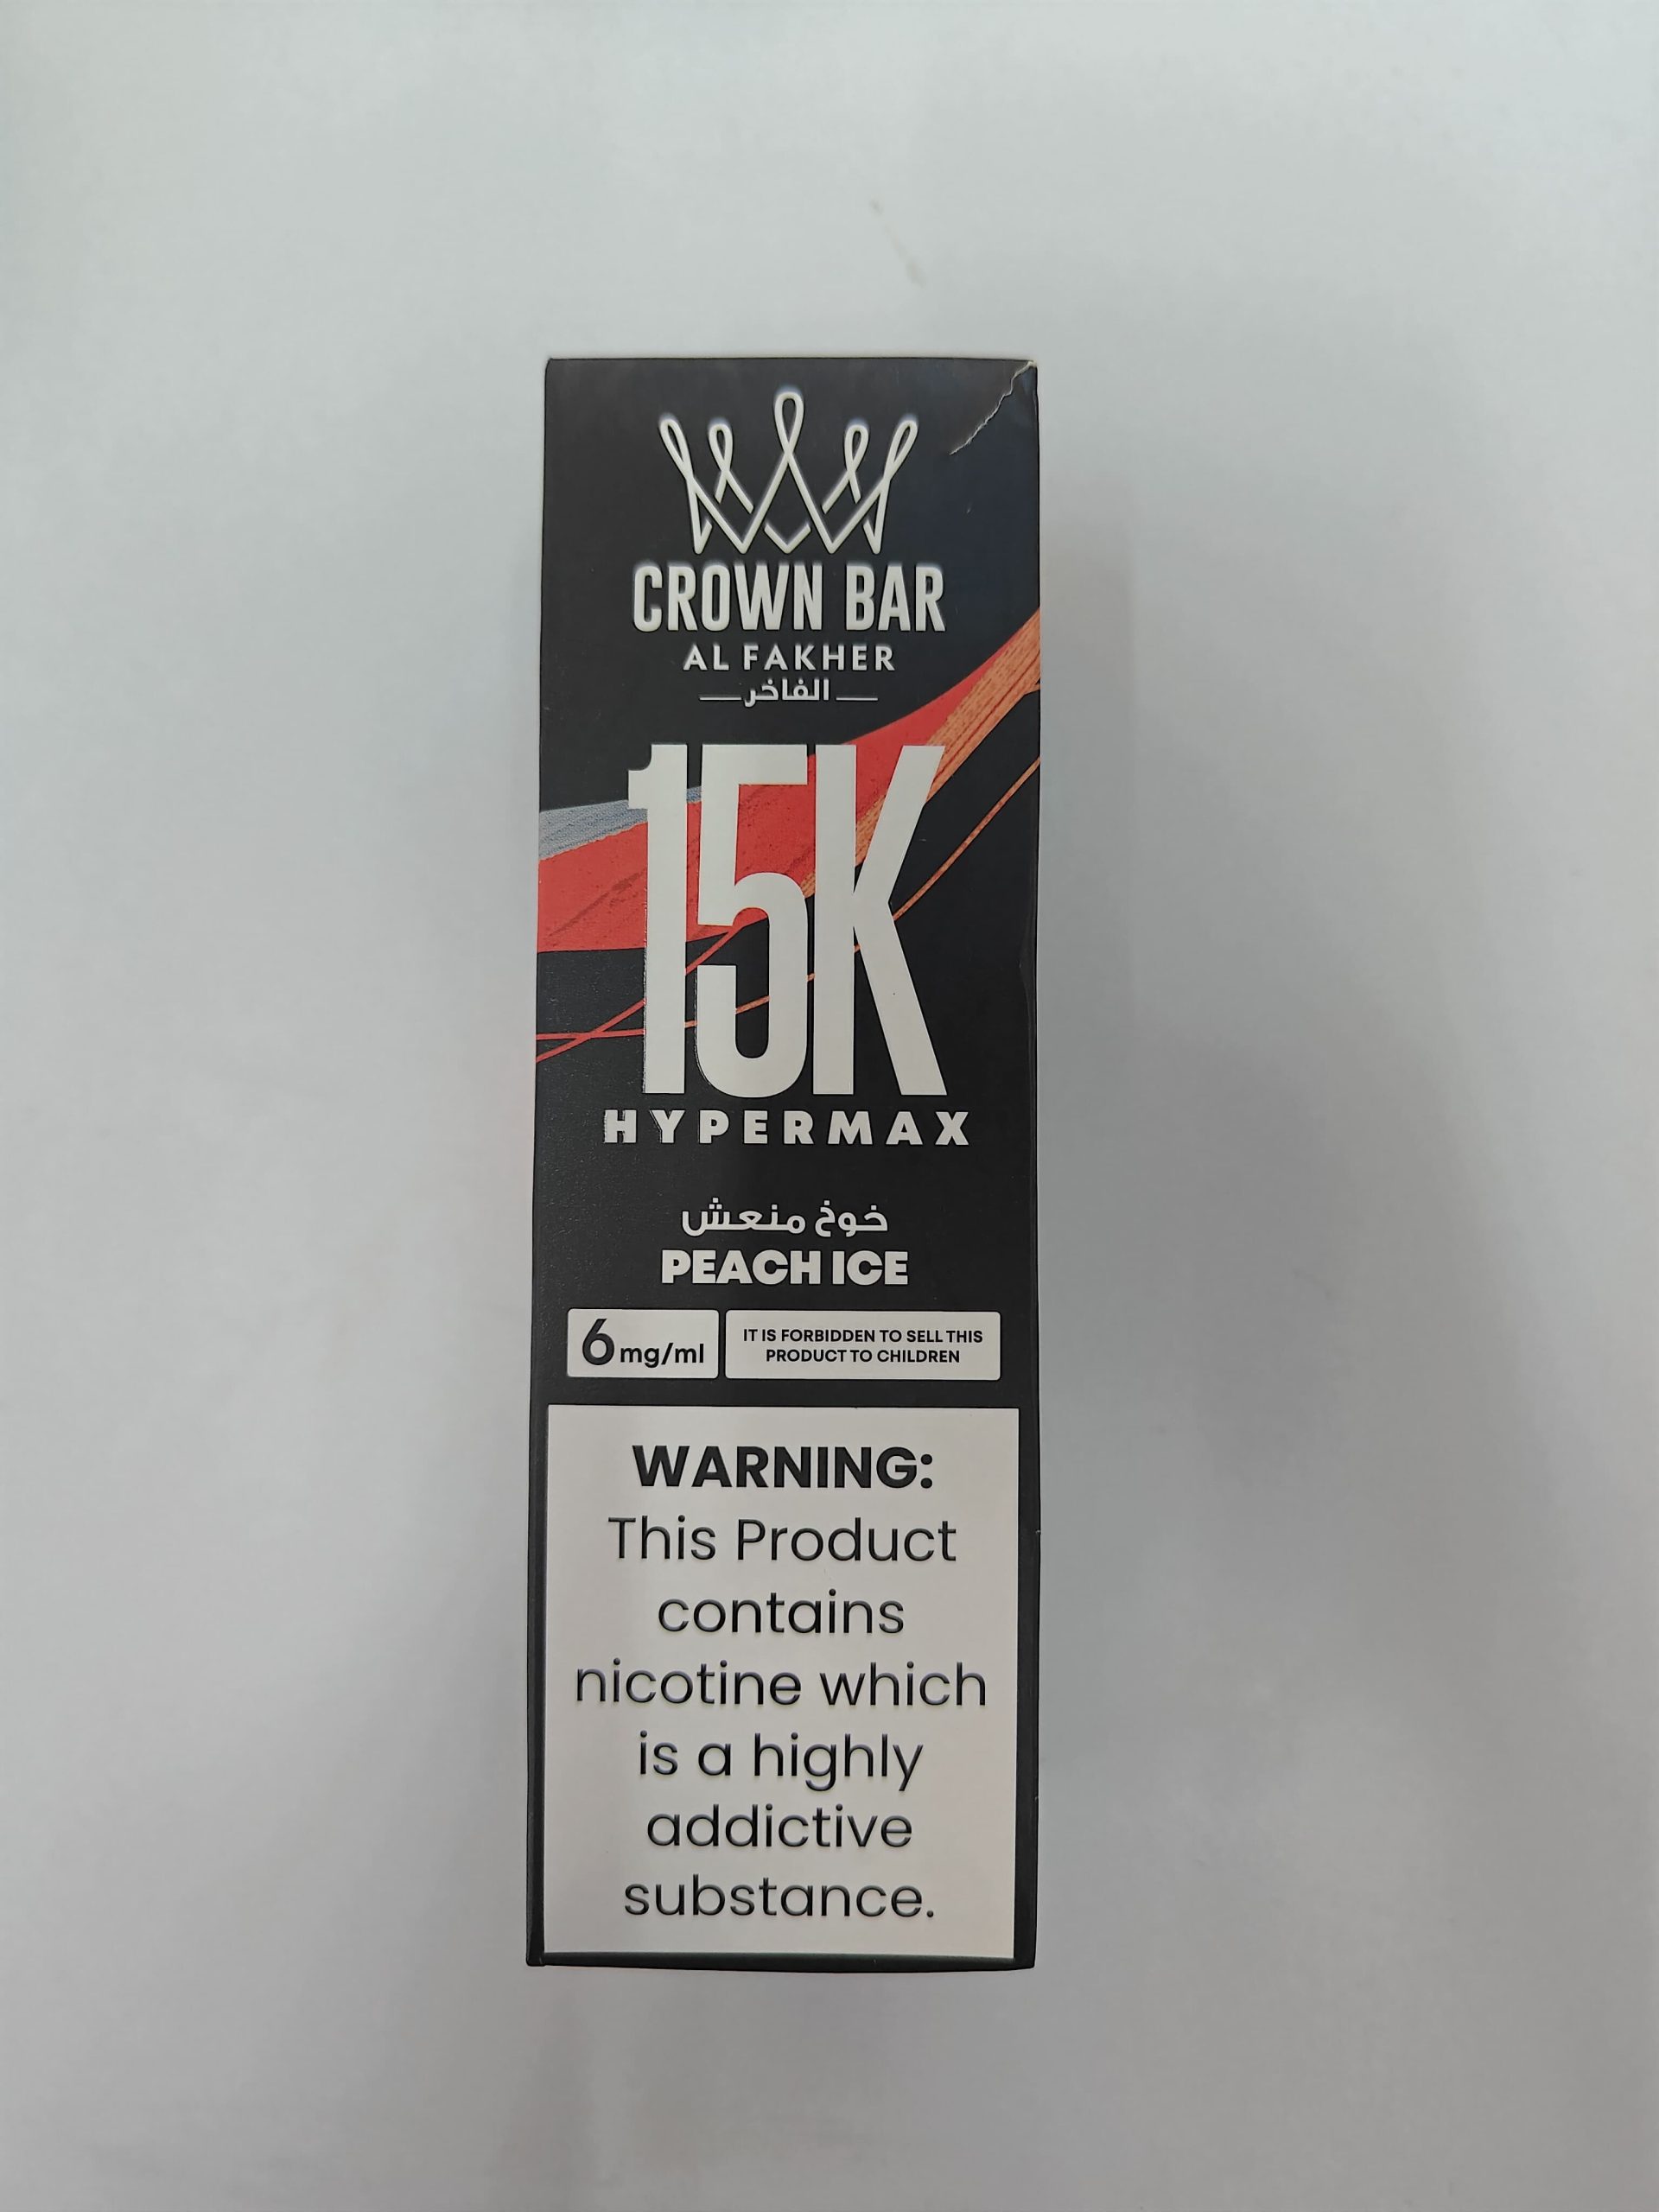 CROWN BAR
AL FAKHER
الفاخر
15K
HYPERMAX
خوخ منعش
PEACH ICE
6mg/ml
IT IS FORBIDDEN TO SELL THIS
PRODUCT TO CHILDREN
WARNING:
This Product
contains
nicotine which
is a highly
addictive
substance.